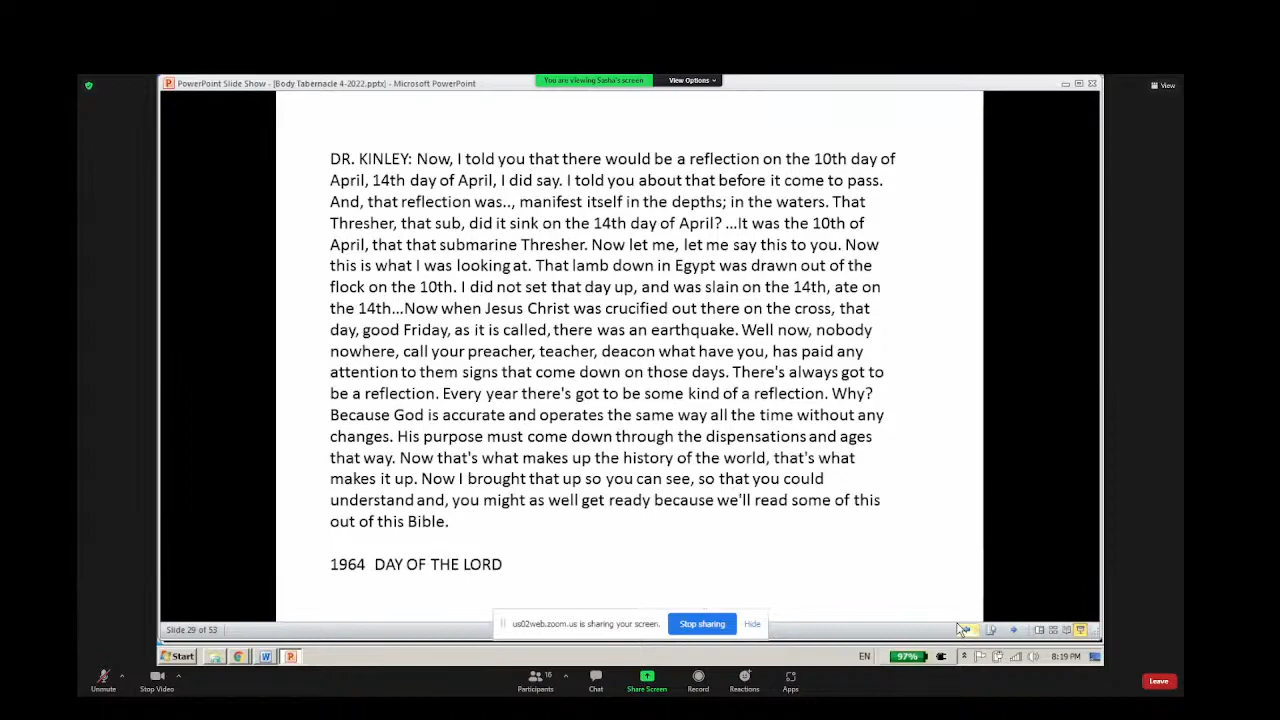 PowerPoint Slide Show - [Body Tabernacle 4-2022.pptx] - Microsoft PowerPoint
You are viewing Sasha's screen
View Options
View
DR. KINLEY: Now, I told you that there would be a reflection on the 10th day of
April, 14th day of April, I did say. I told you about that before it come to pass.
And, that reflection was.., manifest itself in the depths; in the waters. That
Thresher, that sub, did it sink on the 14th day of April? ...It was the 10th of
April, that that submarine Thresher. Now let me, let me say this to you. Now
this is what I was looking at. That lamb down in Egypt was drawn out of the
flock on the 10th. I did not set that day up, and was slain on the 14th, ate on
the 14th...Now when Jesus Christ was crucified out there on the cross, that
day, good Friday, as it is called, there was an earthquake. Well now, nobody
nowhere, call your preacher, teacher, deacon what have you, has paid any
attention to them signs that come down on those days. There's always got to
be a reflection. Every year there's got to be some kind of a reflection. Why?
Because God is accurate and operates the same way all the time without any
changes. His purpose must come down through the dispensations and ages
that way. Now that's what makes up the history of the world, that's what
makes it up. Now I brought that up so you can see, so that you could
understand and, you might as well get ready because we'll read some of this
out of this Bible.
1964 DAY OF THE LORD
us02web.zoom.us is sharing your screen.
Stop sharing
Hide
Slide 29 of 53
Start
EN
97%
8:19 PM
16
Unmute
Stop Video
Participants
Chat
Share Screen
Record
Reactions
Apps
Leave